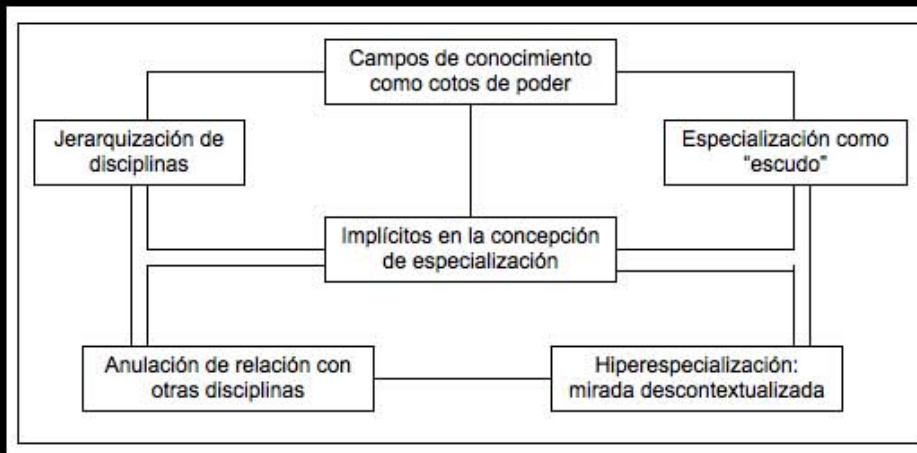 Campos de conocimiento
como cotos de poder
Jerarquización de
disciplinas
Especialización como
“escudo”
Implícitos en la concepción
de especialización
Anulación de relación con
otras disciplinas
Hiperespecialización:
mirada descontextualizada